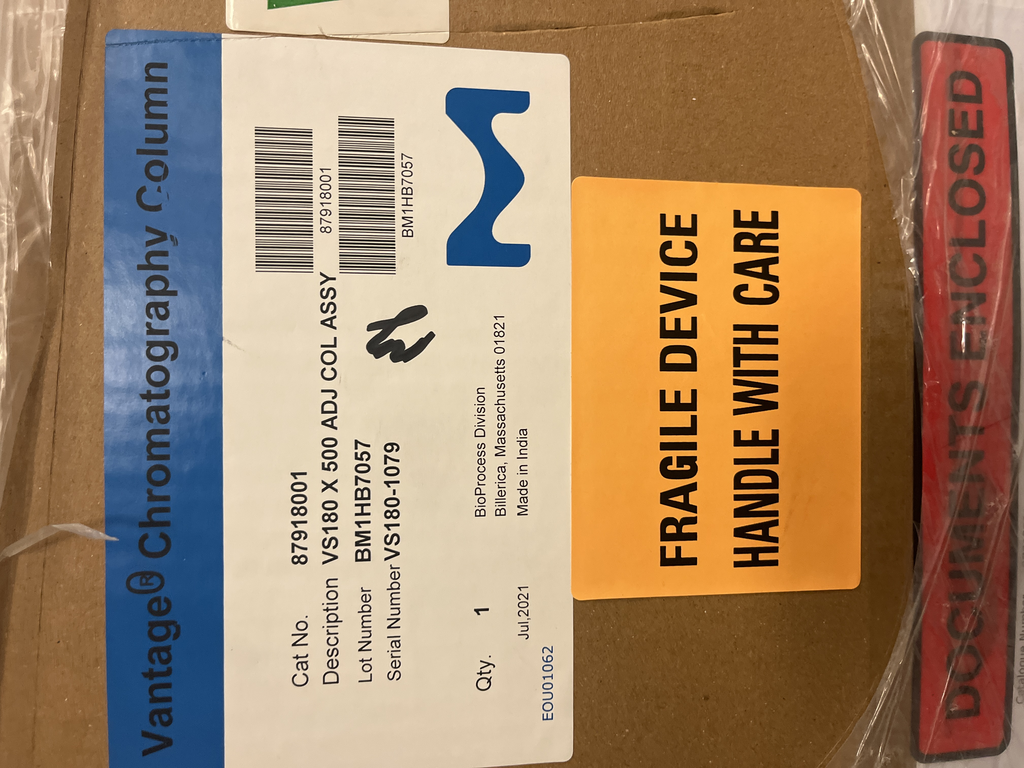 Vantage® Chromatography Column
Cat No. 87918001
Description VS180 X 500 ADJ COL ASSY
Lot Number BM1HB7057
Serial Number VS180-1079
87918001
BM1HB7057
Qty. 1
BioProcess Division
Billerica, Massachusetts 01821
Jul,2021 Made in India
EOU01062
FRAGILE DEVICE
HANDLE WITH CARE
DOCUMENTS ENCLOSED